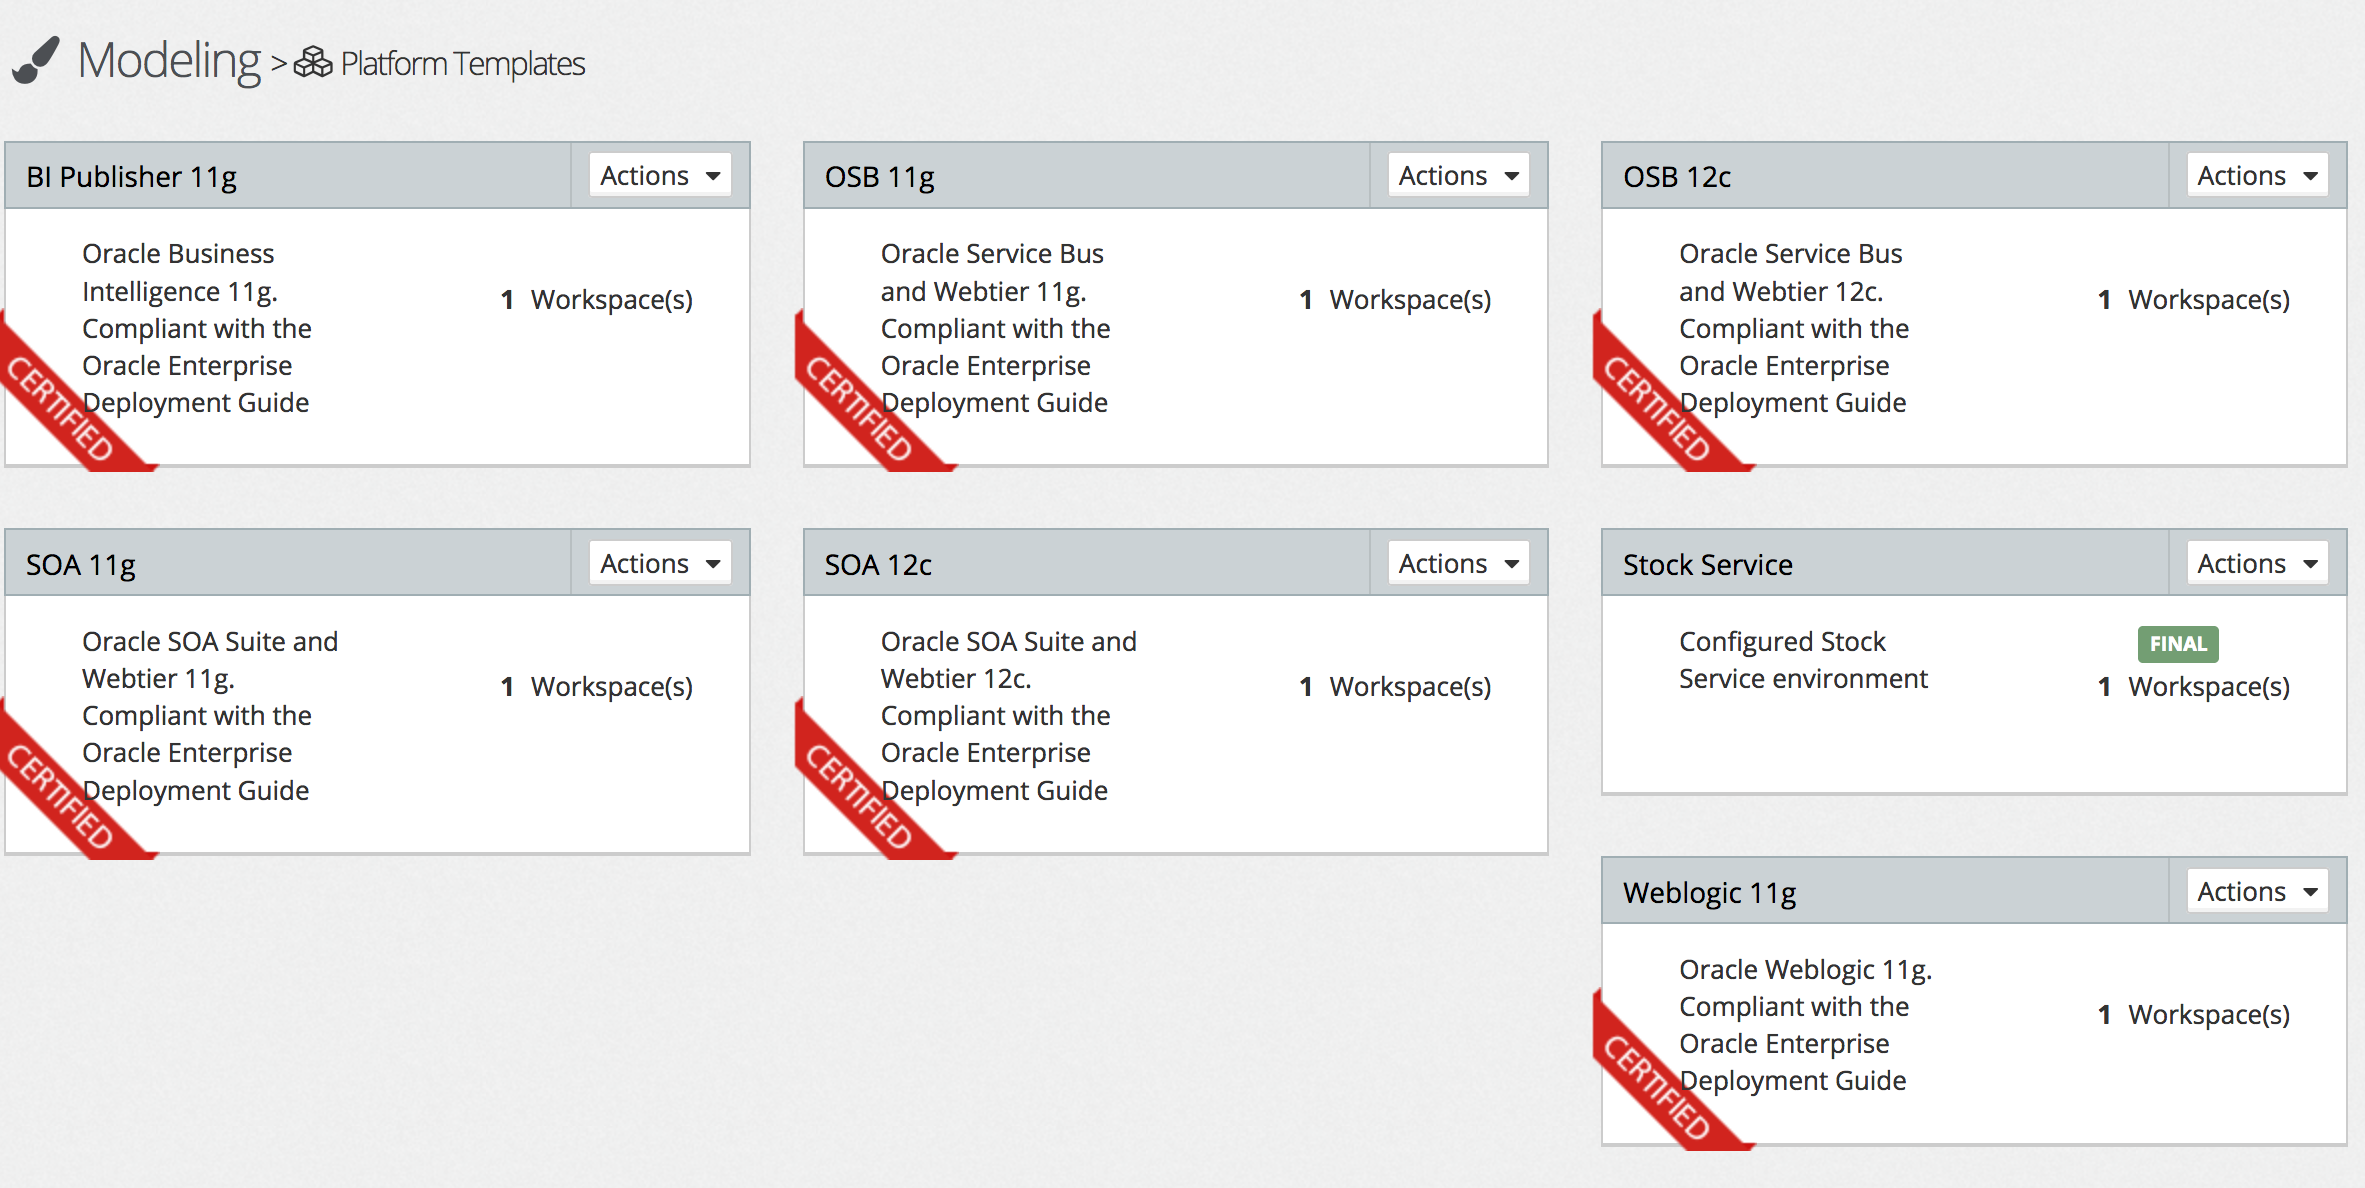 Modeling > Platform Templates
BI Publisher 11g
Actions
Oracle Business
Intelligence 11g.
Compliant with the
Oracle Enterprise
Deployment Guide
1 Workspace(s)
CERTIFIED
OSB 11g
Actions
Oracle Service Bus
and Webtier 11g.
Compliant with the
Oracle Enterprise
Deployment Guide
1 Workspace(s)
CERTIFIED
OSB 12c
Actions
Oracle Service Bus
and Webtier 12c.
Compliant with the
Oracle Enterprise
Deployment Guide
1 Workspace(s)
CERTIFIED
SOA 11g
Actions
Oracle SOA Suite and
Webtier 11g.
Compliant with the
Oracle Enterprise
Deployment Guide
1 Workspace(s)
CERTIFIED
SOA 12c
Actions
Oracle SOA Suite and
Webtier 12c.
Compliant with the
Oracle Enterprise
Deployment Guide
1 Workspace(s)
CERTIFIED
Stock Service
Actions
Configured Stock
Service environment
FINAL
1 Workspace(s)
Weblogic 11g
Actions
Oracle Weblogic 11g.
Compliant with the
Oracle Enterprise
Deployment Guide
1 Workspace(s)
CERTIFIED